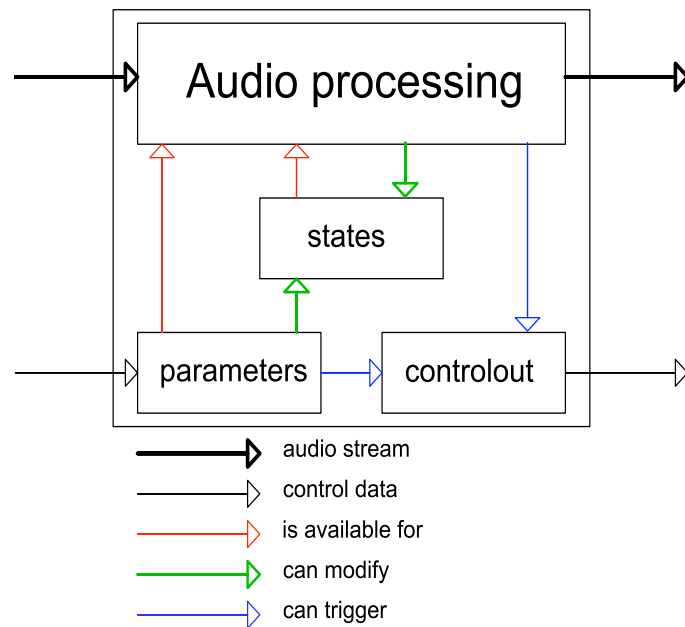 Audio processing
states
parameters
controlout
audio stream
control data
is available for
can modify
can trigger